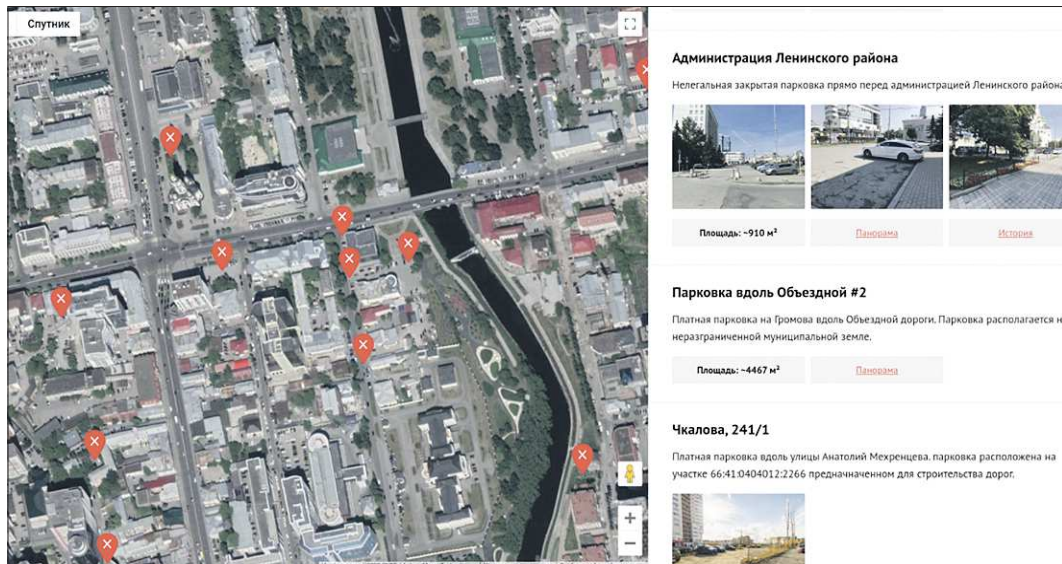 Спутник
Администрация Ленинского района
Нелегальная закрытая парковка прямо перед администрацией Ленинского района
Площадь: ~910 м²
Панорама
История
Парковка вдоль Объездной #2
Платная парковка на Громова вдоль Объездной дороги. Парковка располагается
неразграниченной муниципальной земле.
Площадь: ~4467 м²
Панорама
Чкалова, 241/1
Платная парковка вдоль улицы Анатолий Мехренцева. парковка расположена на
участке 66:41:0404012:2266 предначначенном для строительства дорог.